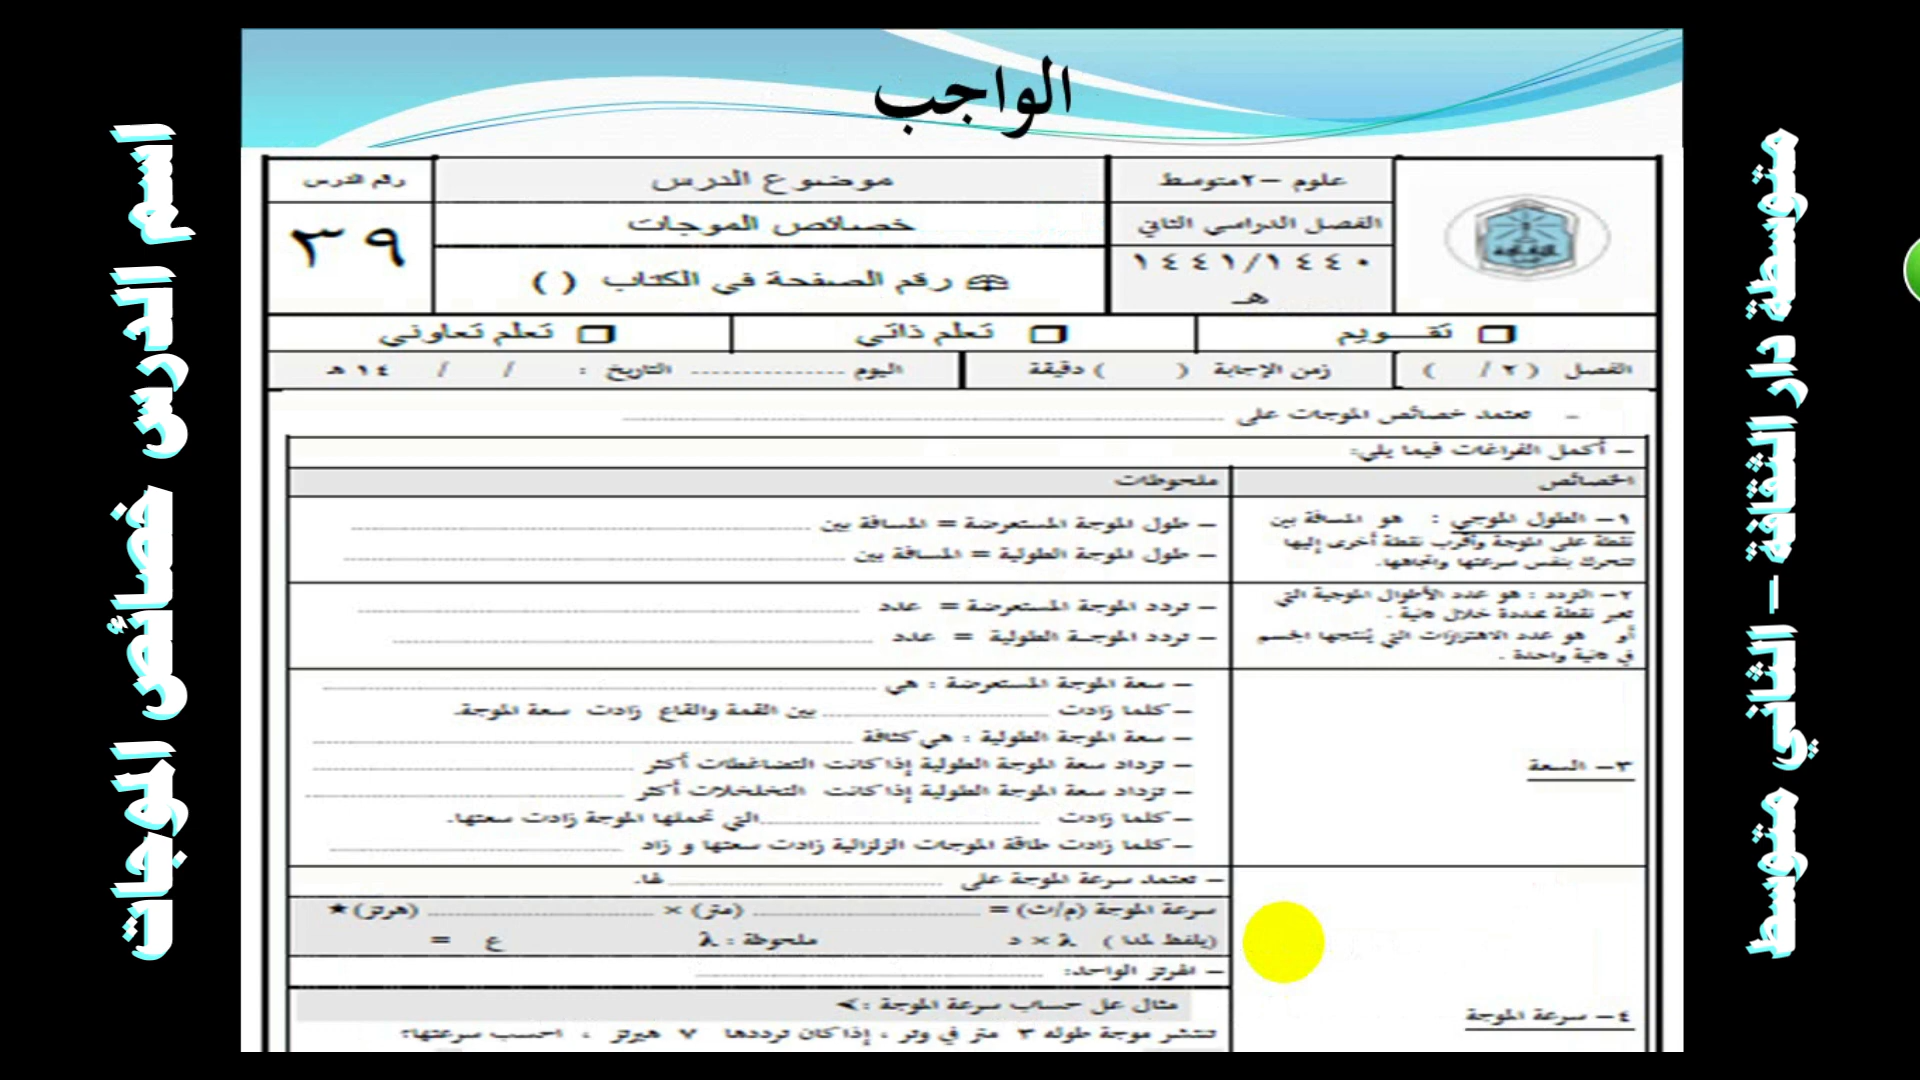 الواجب
متوسطة دار الثقافة – الثاني متوسط
اسم الدرس خصائص الموجات
علوم –٢متوسط
موضوع الدرس
رقم الدرس
الفصل الدراسي الثاني
خصائص الموجات
٣٩
١٤٤١/١٤٤٠
هـ
رقم الصفحة في الكتاب ( )
تقـــويم
تعلم ذاتي
تعلم تعاوني
الفصل ( ٢ / )
زمن الإجابة ( ) دقيقة
اليوم ................ التاريخ : / / ١٤ هـ
- تعتمد خصائص الموجات على ................
– أكمل الفراغات فيما يلي:
الخصائص
ملحوظات
١– الطول الموجي : هو المسافة بين
نقطة على الموجة وأقرب نقطة أخرى إليها
تتحرك بنفس سرعتها واتجاهها.
– طول الموجة المستعرضة = المسافة بين ................
– طول الموجة الطولية = المسافة بين ................
٢– التردد : هو عدد الأطوال الموجية التي
تعبر نقطة محددة خلال ثانية .
أو هو عدد الاهتزازات التي يُنتجها الجسم
في ثانية واحدة .
– تردد الموجة المستعرضة = عدد ................
– تردد الموجة الطولية = عدد ................
٣– السعة
– سعة الموجة المستعرضة : هي ................
– كلما زادت ................ بين القمة والقاع زادت سعة الموجة.
– سعة الموجة الطولية : هي كثافة ................
– تزداد سعة الموجة الطولية إذا كانت التضاغطات أكثر ................
– تزداد سعة الموجة الطولية إذا كانت التخلخلات أكثر ................
– كلما زادت ................ التي تحملها الموجة زادت سعتها.
– كلما زادت طاقة الموجات الزلزالية زادت سعتها و زاد ................
٤– سرعة الموجة
– تعتمد سرعة الموجة على ................ لها.
سرعة الموجة (م/ث) = ................ (متر) × ................ (هرتز) ★
ع = λ × د ملحوظة : λ (يلفظ لمدا )
– الهرتز الواحد: ................
مثال على حساب سرعة الموجة :
تنتشر موجة طولها ٣ متر في وتر ، إذا كان ترددها ٧ هيرتز ، احسب سرعتها؟